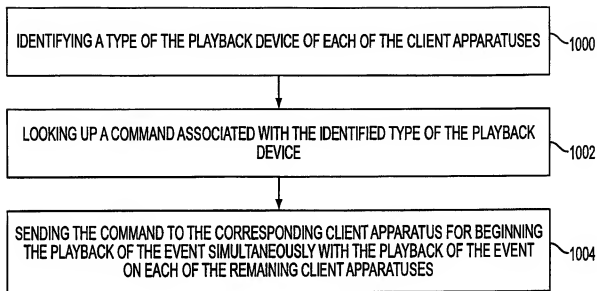 IDENTIFYING A TYPE OF THE PLAYBACK DEVICE OF EACH OF THE CLIENT APPARATUSES
1000
LOOKING UP A COMMAND ASSOCIATED WITH THE IDENTIFIED TYPE OF THE PLAYBACK
DEVICE
1002
SENDING THE COMMAND TO THE CORRESPONDING CLIENT APPARATUS FOR BEGINNING
THE PLAYBACK OF THE EVENT SIMULTANEOUSLY WITH THE PLAYBACK OF THE EVENT
ON EACH OF THE REMAINING CLIENT APPARATUSES
1004